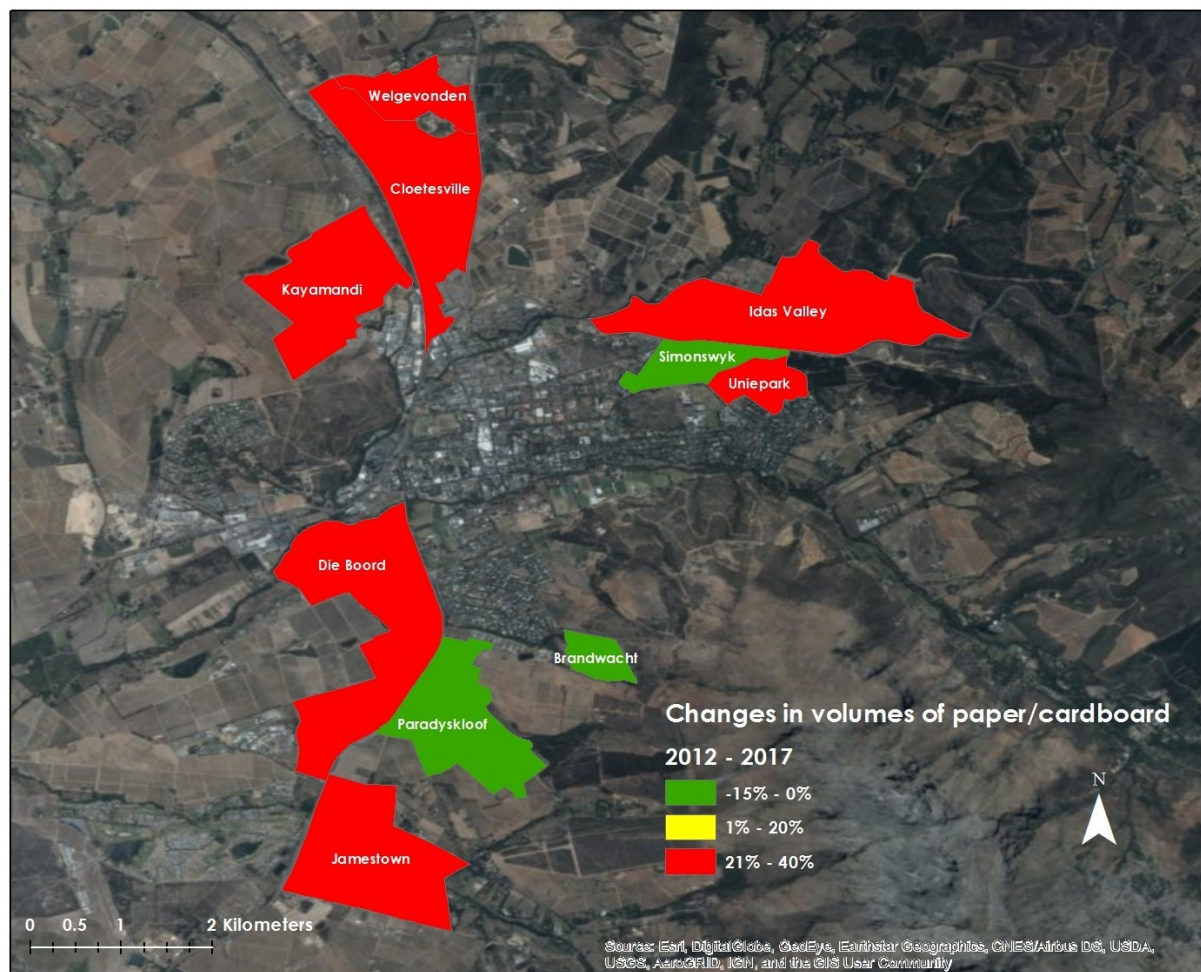 Welgevonden
Cloetesville
Kayamandi
Idas Valley
Simonswyk
Uniepark
Die Boord
Brandwacht
Paradyskloof
Jamestown
Changes in volumes of paper/cardboard
2012 - 2017
-15% - 0%
1% - 20%
21% - 40%
N
0 0.5 1 2 Kilometers
Source: Esri, DigitalGlobe, GeoEye, Earthstar Geographics, CNES/Airbus DS, USDA,
USGS, AeroGRID, IGN, and the GIS User Community